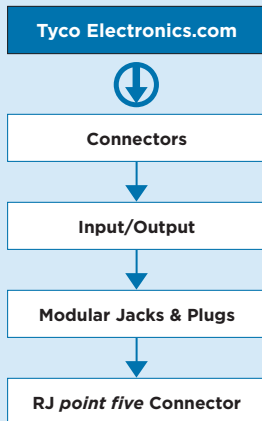 Tyco Electronics.com
Connectors
Input/Output
Modular Jacks & Plugs
RJ point five Connector